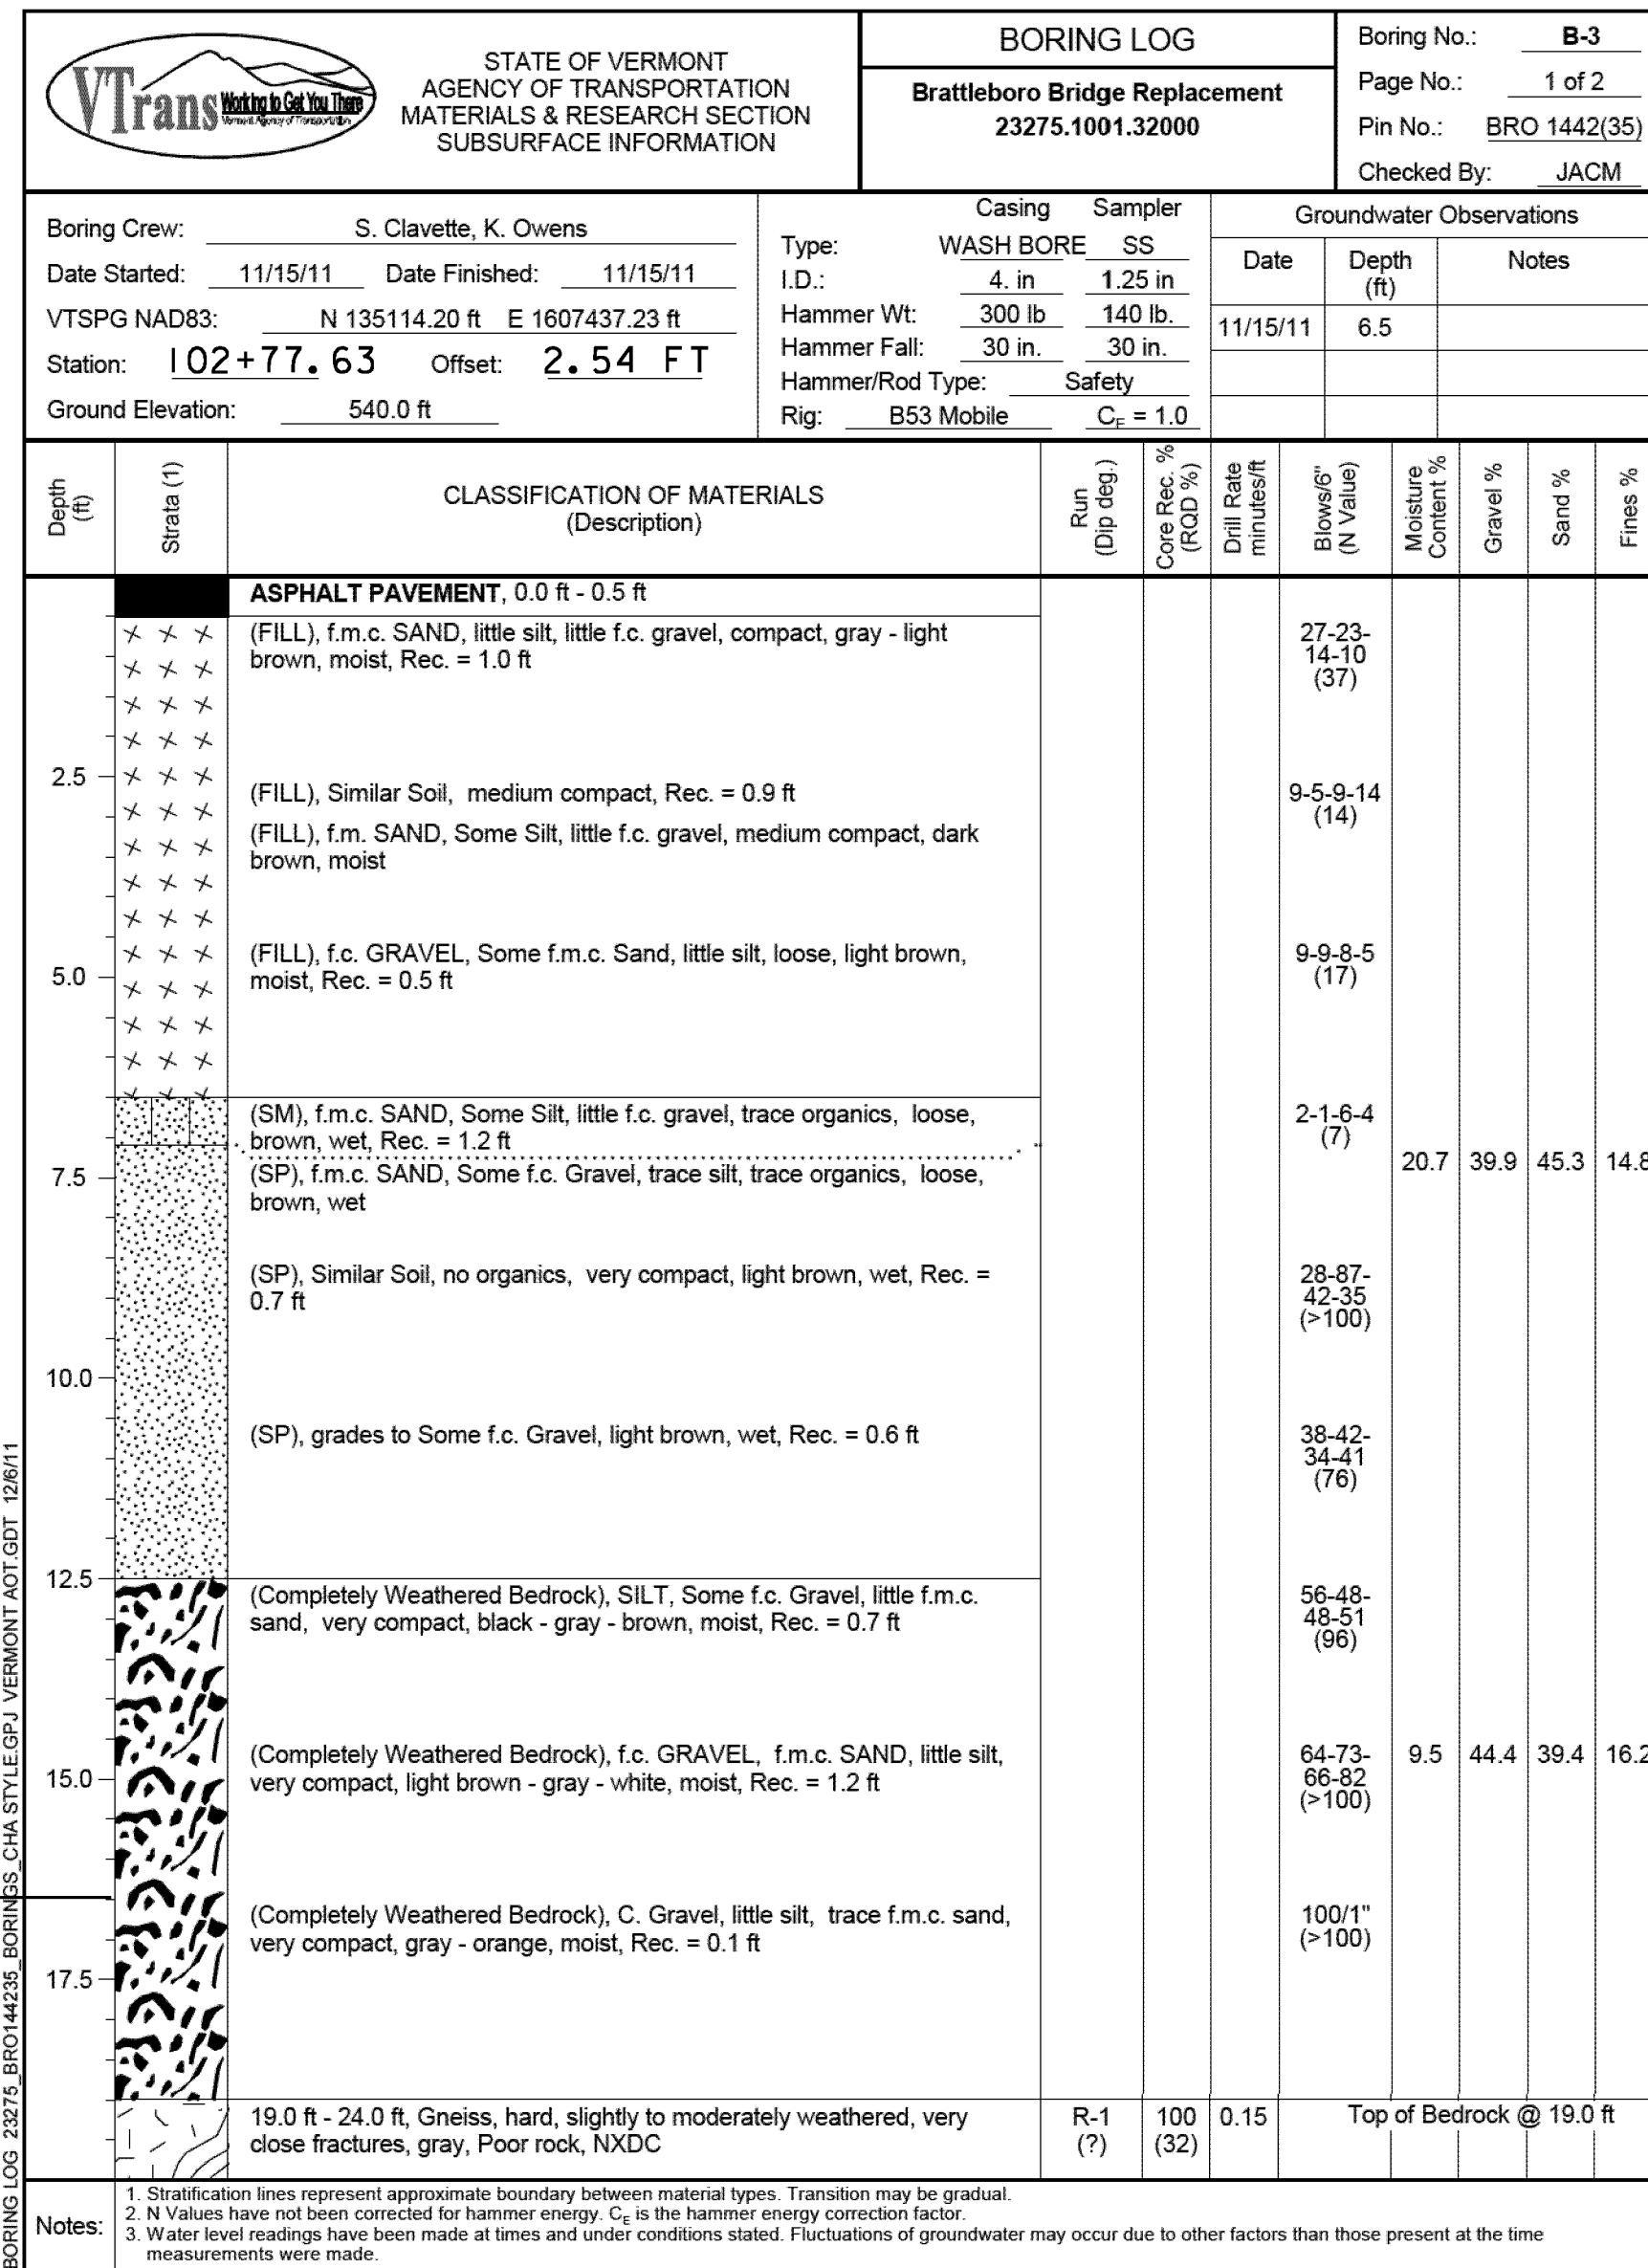 VTrans Working to Get You There
Vermont Agency of Transportation
STATE OF VERMONT
AGENCY OF TRANSPORTATION
MATERIALS & RESEARCH SECTION
SUBSURFACE INFORMATION
BORING LOG
Brattleboro Bridge Replacement
23275.1001.32000
Boring No.: B-3
Page No.: 1 of 2
Pin No.: BRO 1442(35)
Checked By: JACM
Boring Crew: S. Clavette, K. Owens
Date Started: 11/15/11 Date Finished: 11/15/11
VTSPG NAD83: N 135114.20 ft E 1607437.23 ft
Station: 102+77.63 Offset: 2.54 FT
Ground Elevation: 540.0 ft
Casing Sampler
Type: WASH BORE SS
I.D.: 4. in 1.25 in
Hammer Wt: 300 lb 140 lb.
Hammer Fall: 30 in. 30 in.
Hammer/Rod Type: Safety
Rig: B53 Mobile CE = 1.0
Groundwater Observations
Date Depth (ft) Notes
11/15/11 6.5
Depth (ft)
Strata (1)
CLASSIFICATION OF MATERIALS
(Description)
Run (Dip deg.)
Core Rec. % (RQD %)
Drill Rate minutes/ft
Blows/6" (N Value)
Moisture Content %
Gravel %
Sand %
Fines %
ASPHALT PAVEMENT, 0.0 ft - 0.5 ft
(FILL), f.m.c. SAND, little silt, little f.c. gravel, compact, gray - light
brown, moist, Rec. = 1.0 ft
27-23-
14-10
(37)
2.5
(FILL), Similar Soil, medium compact, Rec. = 0.9 ft
9-5-9-14
(14)
(FILL), f.m. SAND, Some Silt, little f.c. gravel, medium compact, dark
brown, moist
(FILL), f.c. GRAVEL, Some f.m.c. Sand, little silt, loose, light brown,
moist, Rec. = 0.5 ft
9-9-8-5
(17)
5.0
(SM), f.m.c. SAND, Some Silt, little f.c. gravel, trace organics, loose,
brown, wet, Rec. = 1.2 ft
2-1-6-4
(7)
20.7 39.9 45.3 14.8
7.5
(SP), f.m.c. SAND, Some f.c. Gravel, trace silt, trace organics, loose,
brown, wet
(SP), Similar Soil, no organics, very compact, light brown, wet, Rec. =
0.7 ft
28-87-
42-35
(>100)
10.0
(SP), grades to Some f.c. Gravel, light brown, wet, Rec. = 0.6 ft
38-42-
34-41
(76)
12.5
(Completely Weathered Bedrock), SILT, Some f.c. Gravel, little f.m.c.
sand, very compact, black - gray - brown, moist, Rec. = 0.7 ft
56-48-
48-51
(96)
(Completely Weathered Bedrock), f.c. GRAVEL, f.m.c. SAND, little silt,
very compact, light brown - gray - white, moist, Rec. = 1.2 ft
64-73-
66-82
(>100)
9.5 44.4 39.4 16.2
15.0
(Completely Weathered Bedrock), C. Gravel, little silt, trace f.m.c. sand,
very compact, gray - orange, moist, Rec. = 0.1 ft
100/1"
(>100)
17.5
19.0 ft - 24.0 ft, Gneiss, hard, slightly to moderately weathered, very
close fractures, gray, Poor rock, NXDC
R-1
(?)
100
(32)
0.15
Top of Bedrock @ 19.0 ft
Notes:
1. Stratification lines represent approximate boundary between material types. Transition may be gradual.
2. N Values have not been corrected for hammer energy. CE is the hammer energy correction factor.
3. Water level readings have been made at times and under conditions stated. Fluctuations of groundwater may occur due to other factors than those present at the time
measurements were made.
BORING LOG 23275_BRO144235_BORINGS_CHA STYLE.GPJ VERMONT AOT.GDT 12/6/11